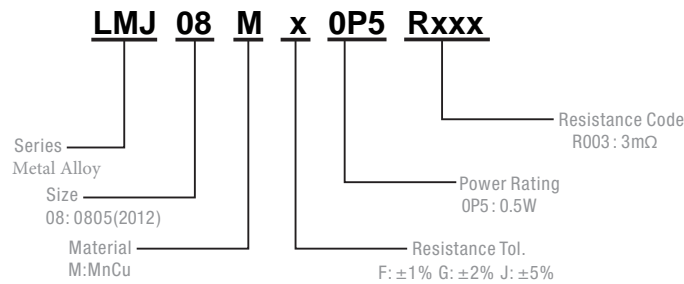 LMJ 08 M x 0P5 Rxxx
Resistance Code
R003 : 3mΩ
Series
Metal Alloy
Power Rating
0P5 : 0.5W
Size
08: 0805(2012)
Material
M:MnCu
Resistance Tol.
F: ±1% G: ±2% J: ±5%